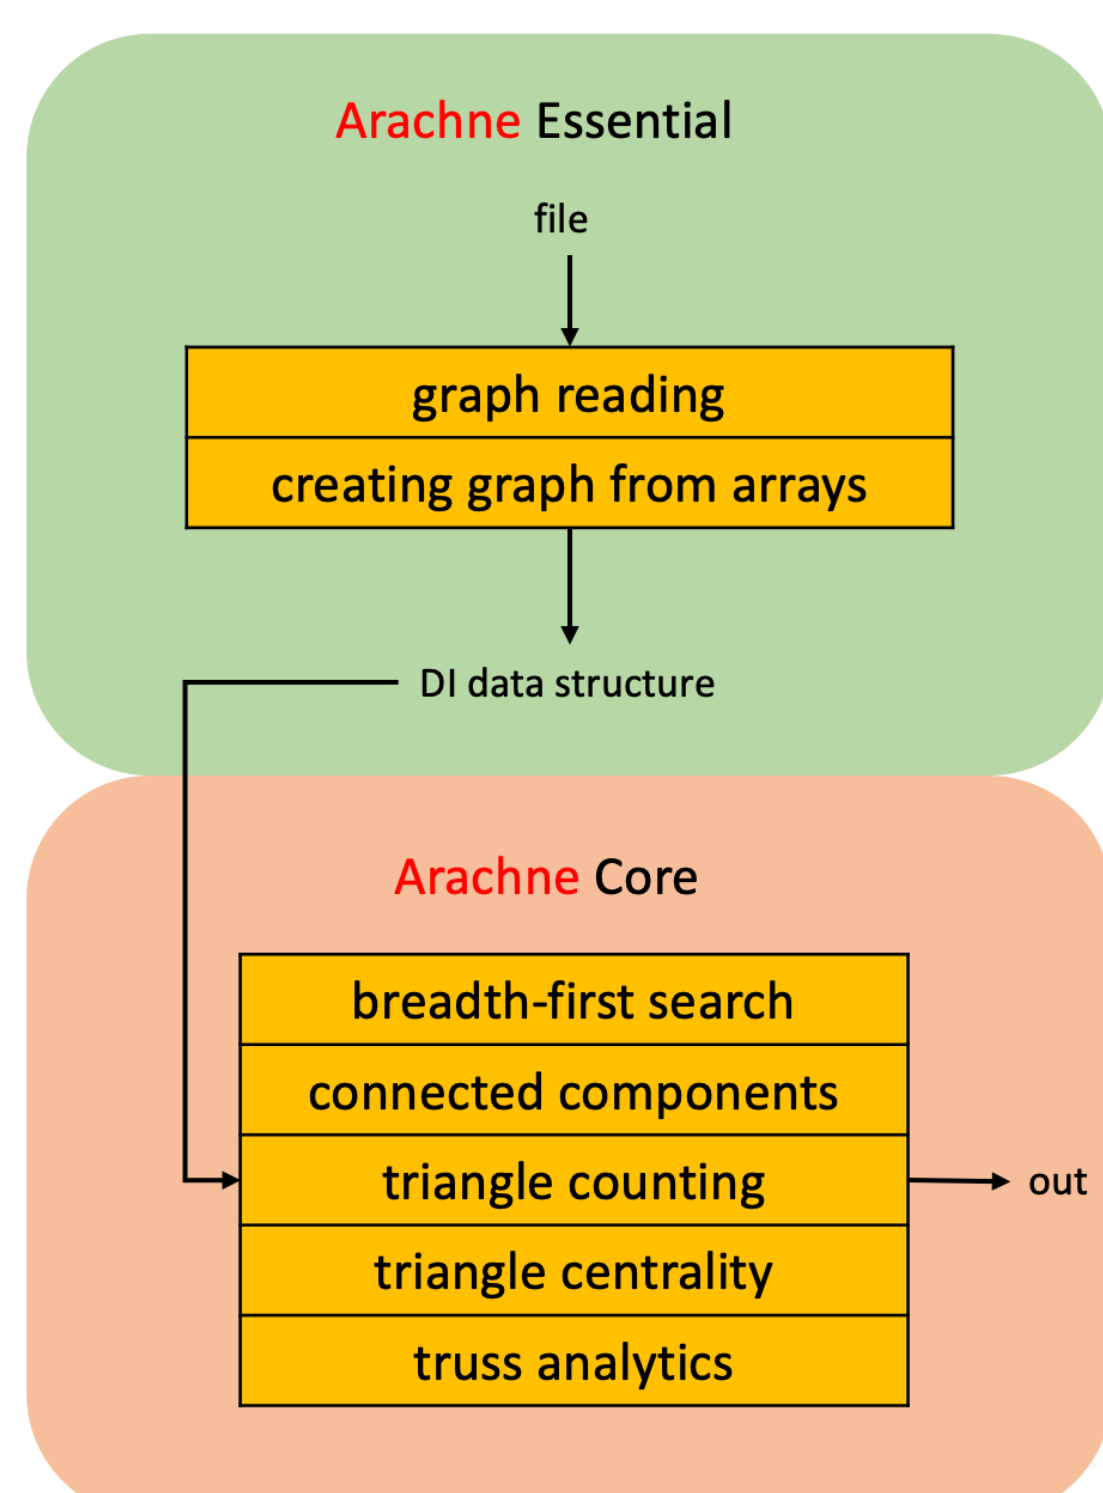 Arachne Essential
file
graph reading
creating graph from arrays
DI data structure
Arachne Core
breadth-first search
connected components
triangle counting
out
triangle centrality
truss analytics